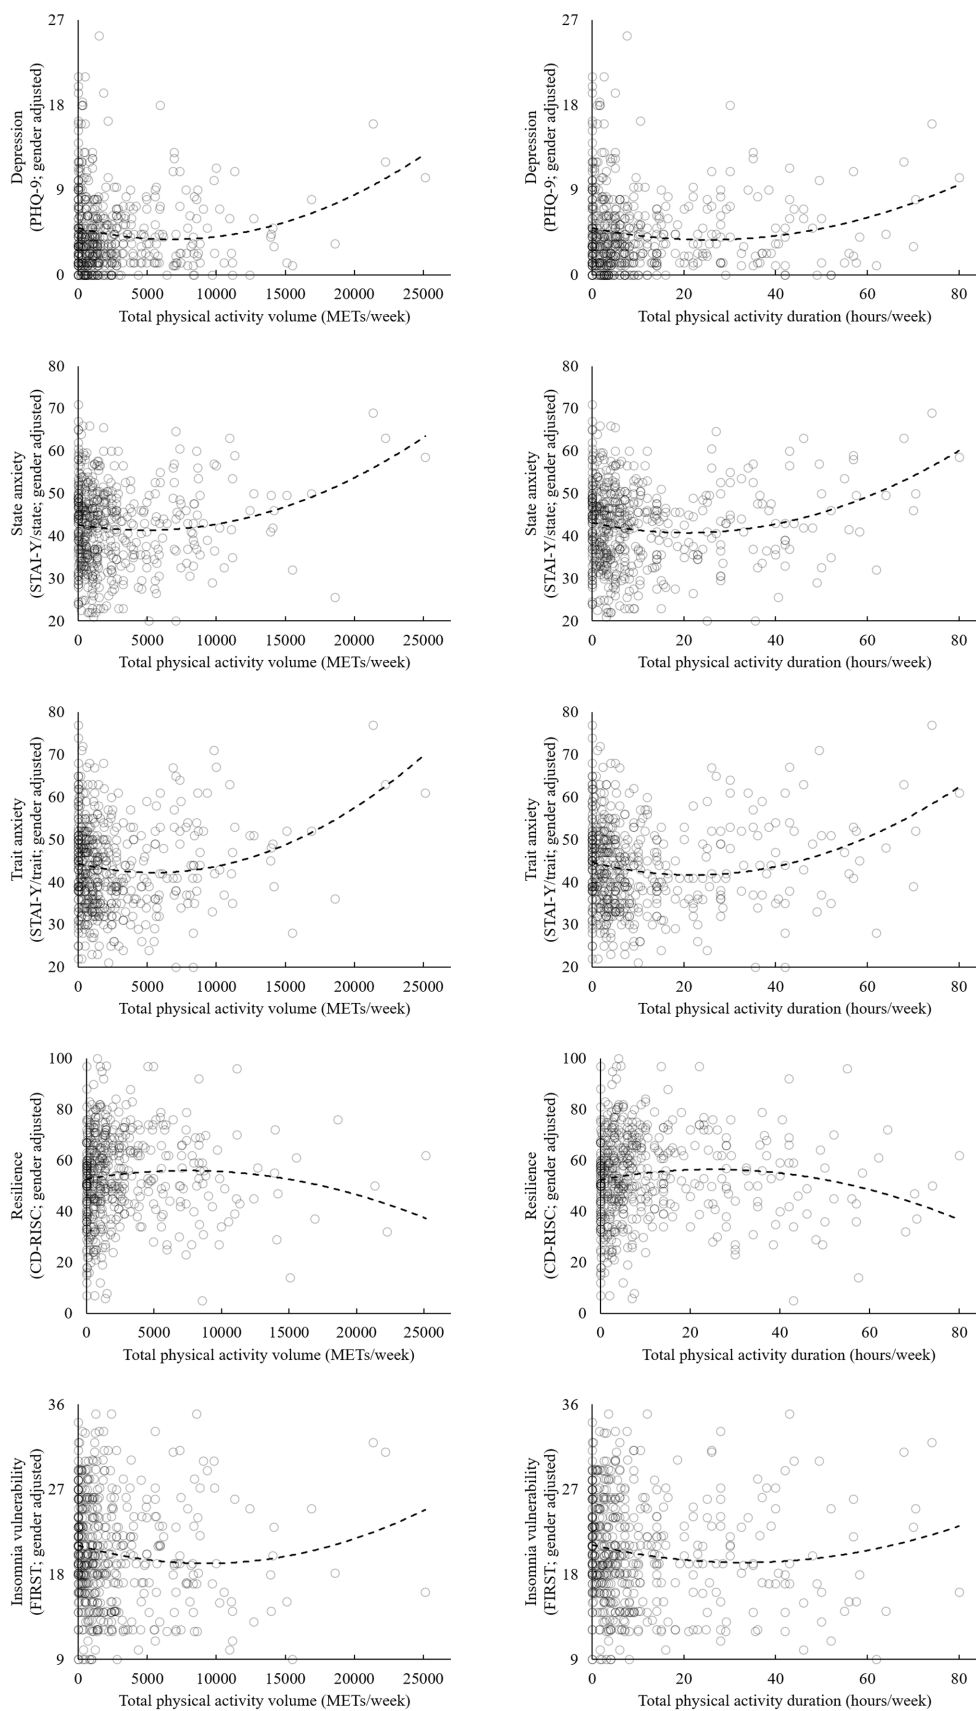 27
18
9
0
Depression
(PHQ-9; gender adjusted)
0 5000 10000 15000 20000 25000
Total physical activity volume (METs/week)
27
18
9
0
Depression
(PHQ-9; gender adjusted)
0 20 40 60 80
Total physical activity duration (hours/week)
80
70
60
50
40
30
20
State anxiety
(STAI-Y/state; gender adjusted)
0 5000 10000 15000 20000 25000
Total physical activity volume (METs/week)
80
70
60
50
40
30
20
State anxiety
(STAI-Y/state; gender adjusted)
0 20 40 60 80
Total physical activity duration (hours/week)
80
70
60
50
40
30
20
Trait anxiety
(STAI-Y/trait; gender adjusted)
0 5000 10000 15000 20000 25000
Total physical activity volume (METs/week)
80
70
60
50
40
30
20
Trait anxiety
(STAI-Y/trait; gender adjusted)
0 20 40 60 80
Total physical activity duration (hours/week)
100
80
60
40
20
0
Resilience
(CD-RISC; gender adjusted)
0 5000 10000 15000 20000 25000
Total physical activity volume (METs/week)
100
80
60
40
20
0
Resilience
(CD-RISC; gender adjusted)
0 20 40 60 80
Total physical activity duration (hours/week)
36
27
18
9
Insomnia vulnerability
(FIRST; gender adjusted)
0 5000 10000 15000 20000 25000
Total physical activity volume (METs/week)
36
27
18
9
Insomnia vulnerability
(FIRST; gender adjusted)
0 20 40 60 80
Total physical activity duration (hours/week)